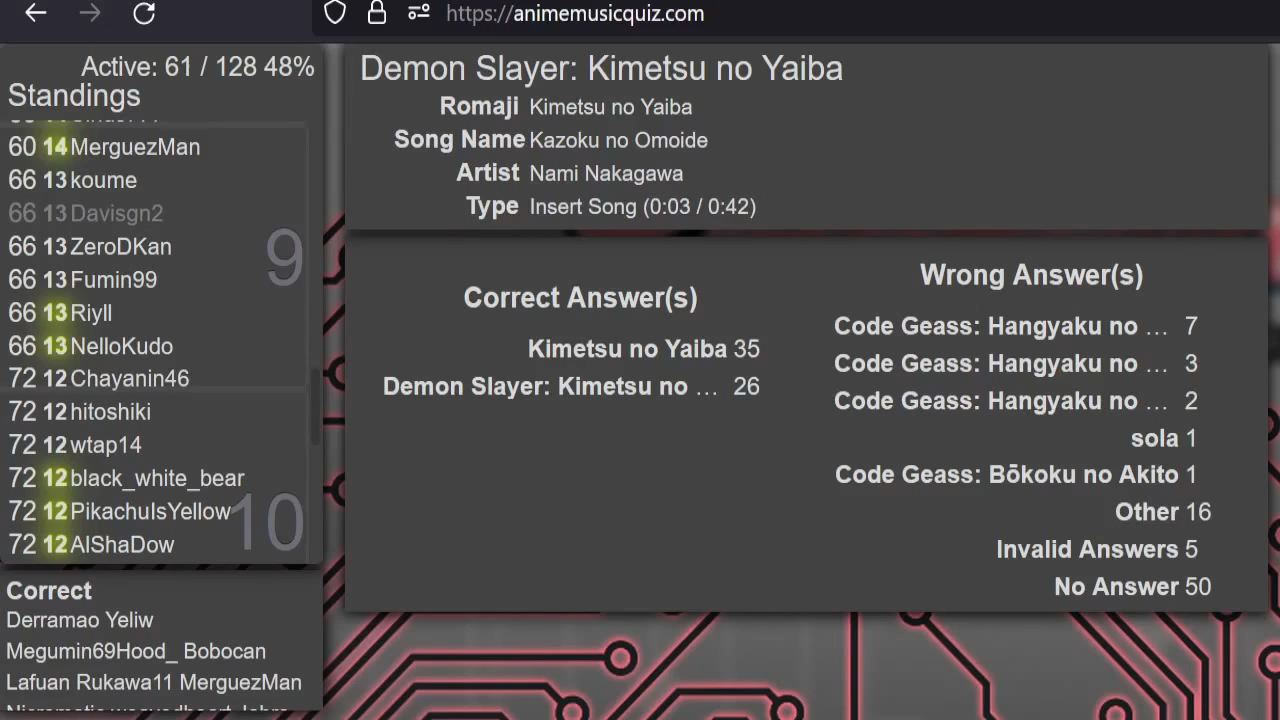 https://animemusicquiz.com
Active: 61 / 128 48%
Standings
60 14 MerguezMan
66 13 koume
66 13 Davisgn2
66 13 ZeroDKan
9
66 13 Fumin99
66 13 Riyll
66 13 NelloKudo
72 12 Chayanin46
72 12 hitoshiki
72 12 wtap14
72 12 black_white_bear
72 12 PikachuIsYellow
10
72 12 AlShaDow
Correct
Derramao Yeliw
Megumin69Hood_ Bobocan
Lafuan Rukawa11 MerguezMan
Demon Slayer: Kimetsu no Yaiba
Romaji Kimetsu no Yaiba
Song Name Kazoku no Omoide
Artist Nami Nakagawa
Type Insert Song (0:03 / 0:42)
Correct Answer(s)
Kimetsu no Yaiba 35
Demon Slayer: Kimetsu no ... 26
Wrong Answer(s)
Code Geass: Hangyaku no ... 7
Code Geass: Hangyaku no ... 3
Code Geass: Hangyaku no ... 2
sola 1
Code Geass: Bōkoku no Akito 1
Other 16
Invalid Answers 5
No Answer 50